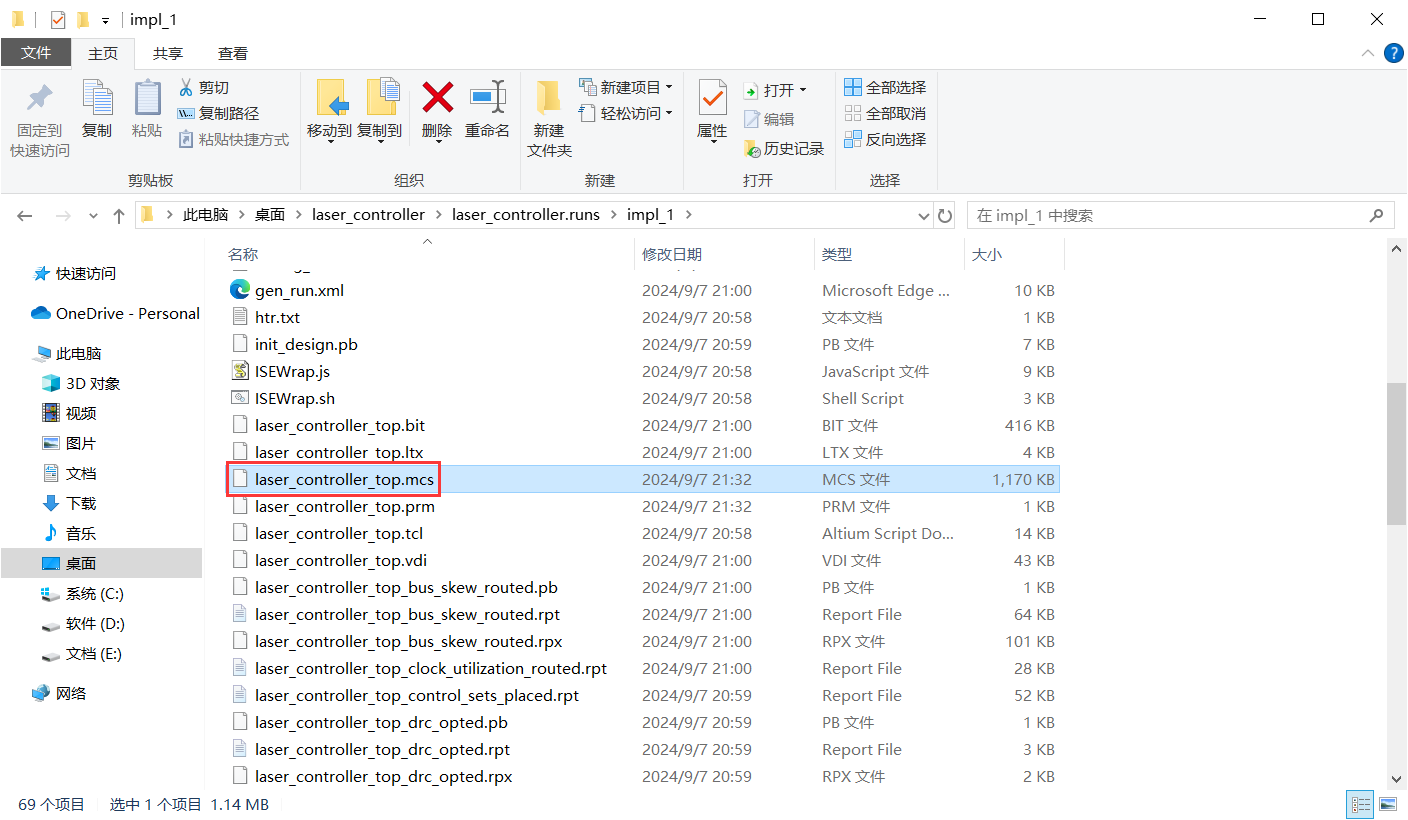 impl_1
文件 主页 共享 查看
固定到
快速访问
复制
粘贴
剪切
复制路径
粘贴快捷方式
剪贴板
移动到
复制到
删除
重命名
组织
新建
文件夹
新建项目
轻松访问
新建
属性
打开
编辑
历史记录
打开
全部选择
全部取消
反向选择
选择
此电脑 > 桌面 > laser_controller > laser_controller.runs > impl_1 >
在 impl_1 中搜索
快速访问
OneDrive - Personal
此电脑
3D 对象
视频
图片
文档
下载
音乐
桌面
系统 (C:)
软件 (D:)
文档 (E:)
网络
名称 修改日期 类型 大小
gen_run.xml 2024/9/7 21:00 Microsoft Edge ... 10 KB
htr.txt 2024/9/7 20:58 文本文档 1 KB
init_design.pb 2024/9/7 20:59 PB 文件 7 KB
ISEWrap.js 2024/9/7 20:58 JavaScript 文件 9 KB
ISEWrap.sh 2024/9/7 20:58 Shell Script 3 KB
laser_controller_top.bit 2024/9/7 21:00 BIT 文件 416 KB
laser_controller_top.ltx 2024/9/7 21:00 LTX 文件 4 KB
laser_controller_top.mcs 2024/9/7 21:32 MCS 文件 1,170 KB
laser_controller_top.prm 2024/9/7 21:32 PRM 文件 1 KB
laser_controller_top.tcl 2024/9/7 20:58 Altium Script Do... 14 KB
laser_controller_top.vdi 2024/9/7 21:00 VDI 文件 43 KB
laser_controller_top_bus_skew_routed.pb 2024/9/7 21:00 PB 文件 1 KB
laser_controller_top_bus_skew_routed.rpt 2024/9/7 21:00 Report File 64 KB
laser_controller_top_bus_skew_routed.rpx 2024/9/7 21:00 RPX 文件 101 KB
laser_controller_top_clock_utilization_routed.rpt 2024/9/7 21:00 Report File 28 KB
laser_controller_top_control_sets_placed.rpt 2024/9/7 20:59 Report File 52 KB
laser_controller_top_drc_opted.pb 2024/9/7 20:59 PB 文件 1 KB
laser_controller_top_drc_opted.rpt 2024/9/7 20:59 Report File 3 KB
laser_controller_top_drc_opted.rpx 2024/9/7 20:59 RPX 文件 2 KB
69 个项目 选中 1 个项目 1.14 MB